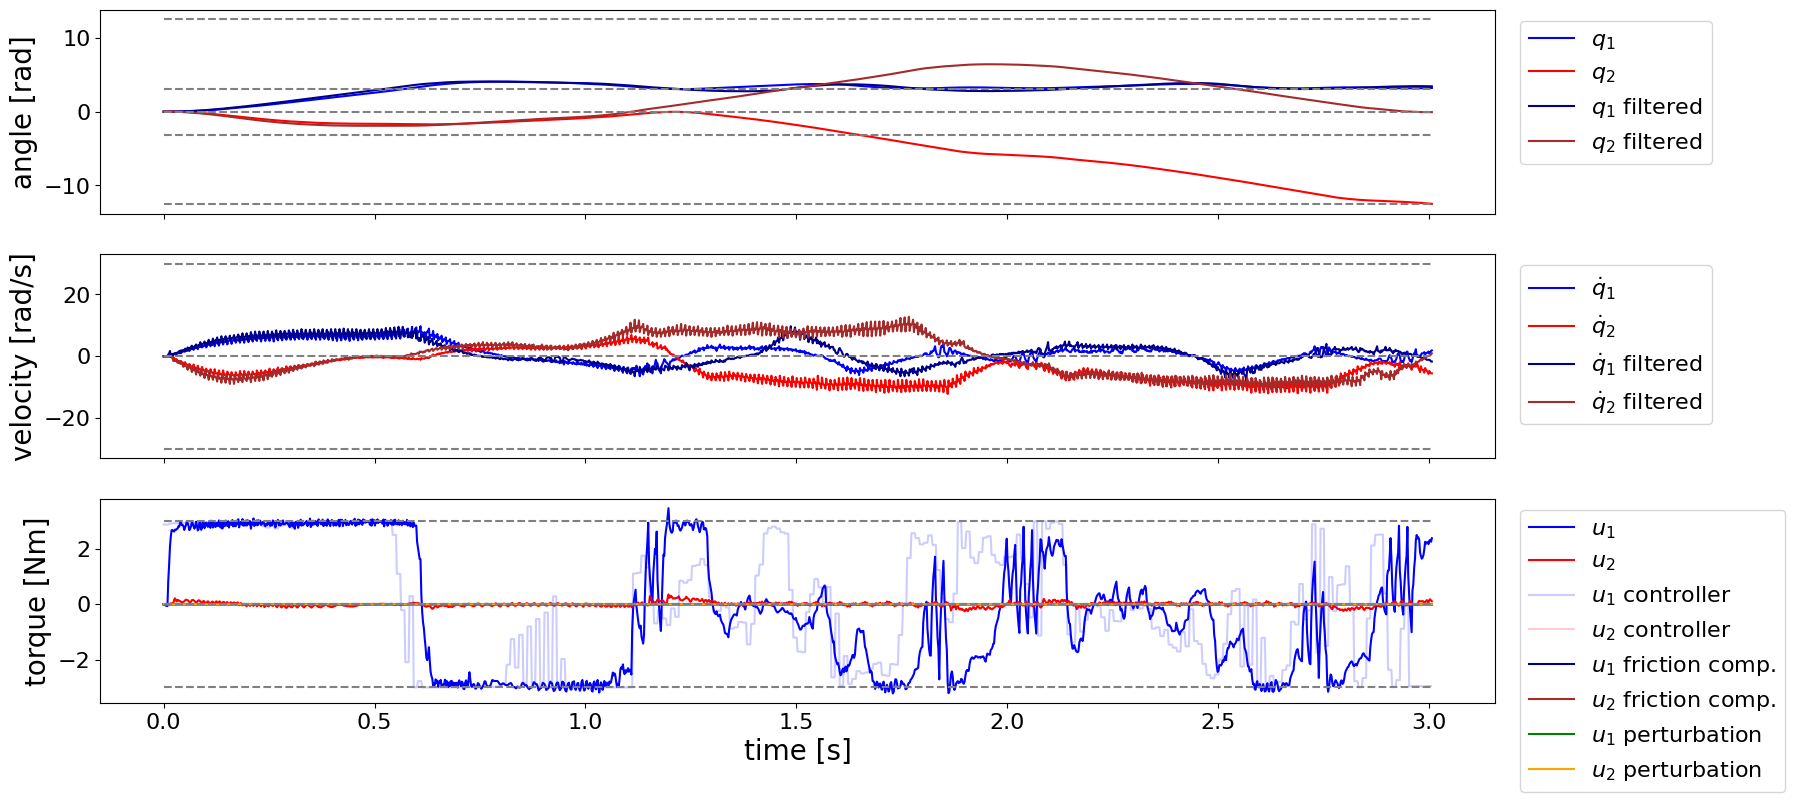 angle [rad]
10
0
−10
q₁
q₂
q₁ filtered
q₂ filtered
velocity [rad/s]
20
0
−20
q̇₁
q̇₂
q̇₁ filtered
q̇₂ filtered
torque [Nm]
2
0
−2
0.0 0.5 1.0 1.5 2.0 2.5 3.0
time [s]
u₁
u₂
u₁ controller
u₂ controller
u₁ friction comp.
u₂ friction comp.
u₁ perturbation
u₂ perturbation